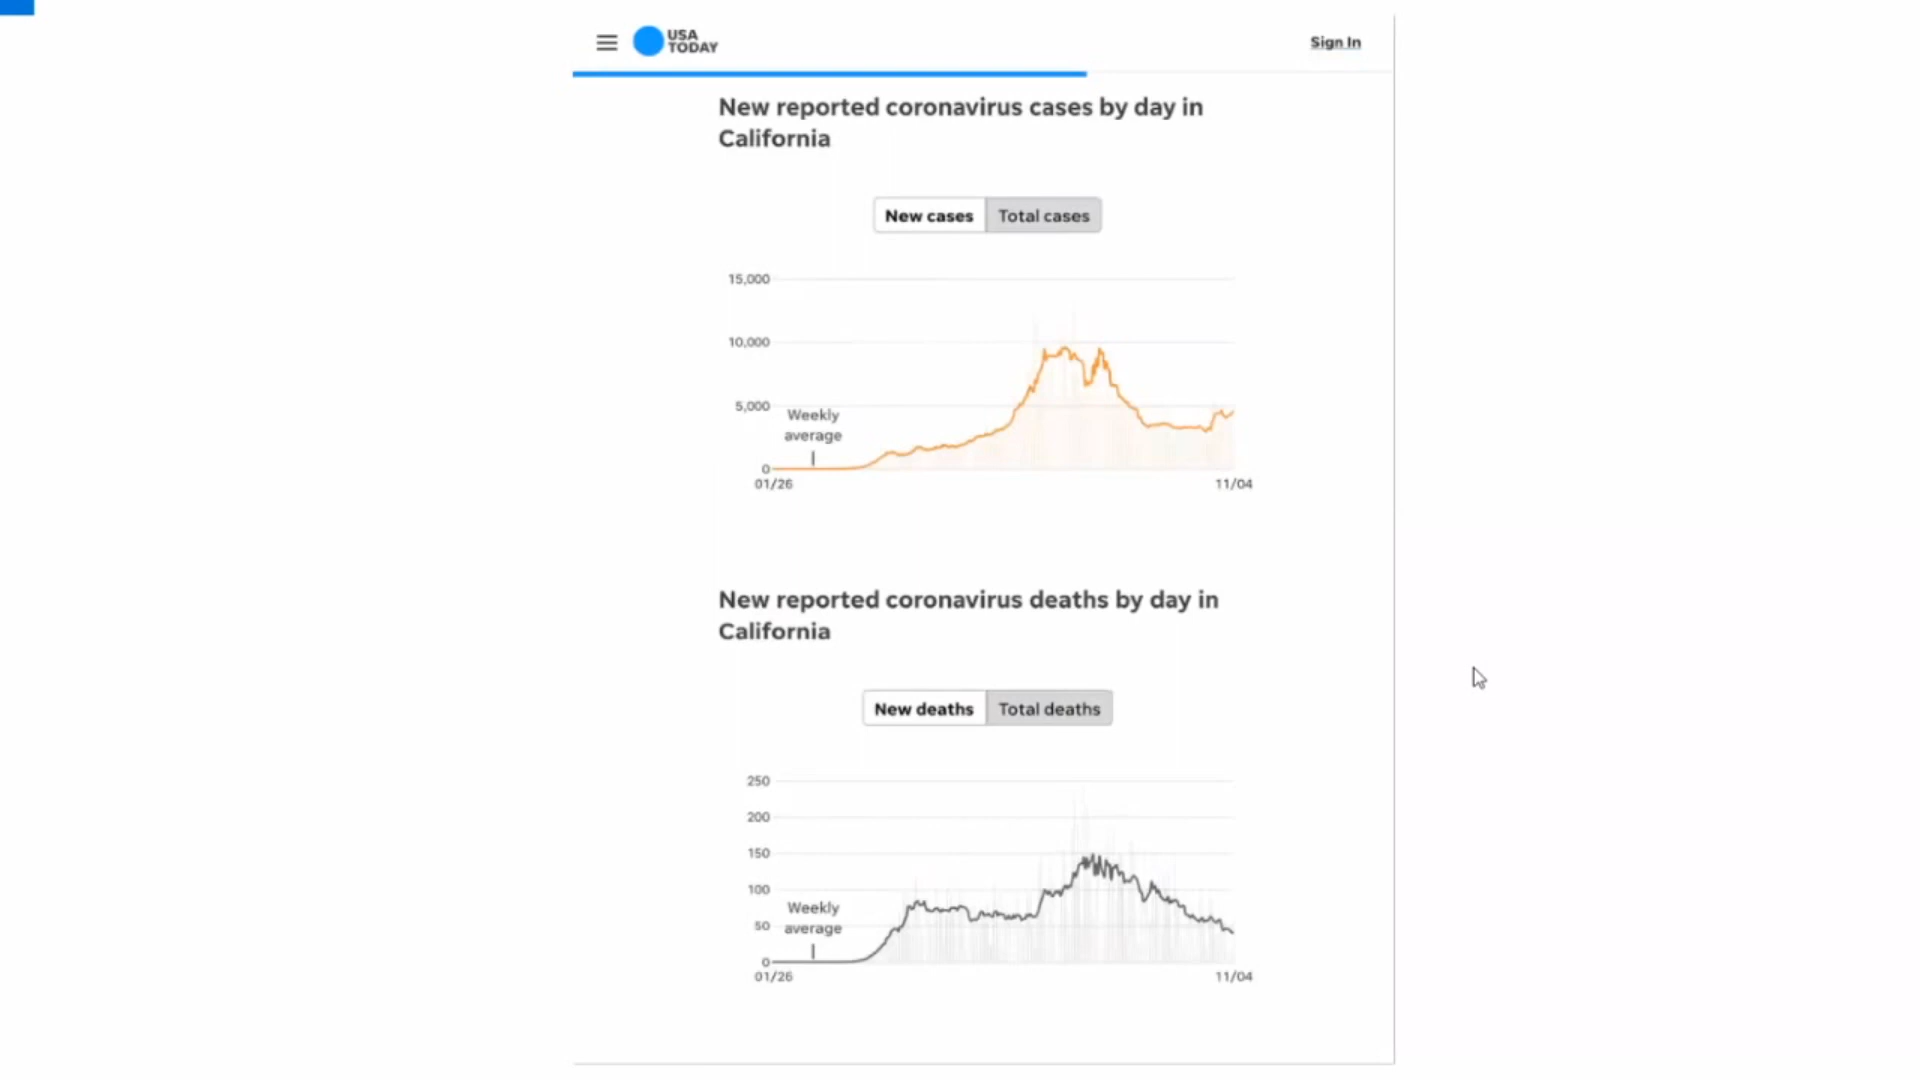 USA
TODAY
Sign In
New reported coronavirus cases by day in
California
New cases
Total cases
15,000
10,000
5,000
Weekly
average
0
01/26
11/04
New reported coronavirus deaths by day in
California
New deaths
Total deaths
250
200
150
100
Weekly
50
average
0
01/26
11/04